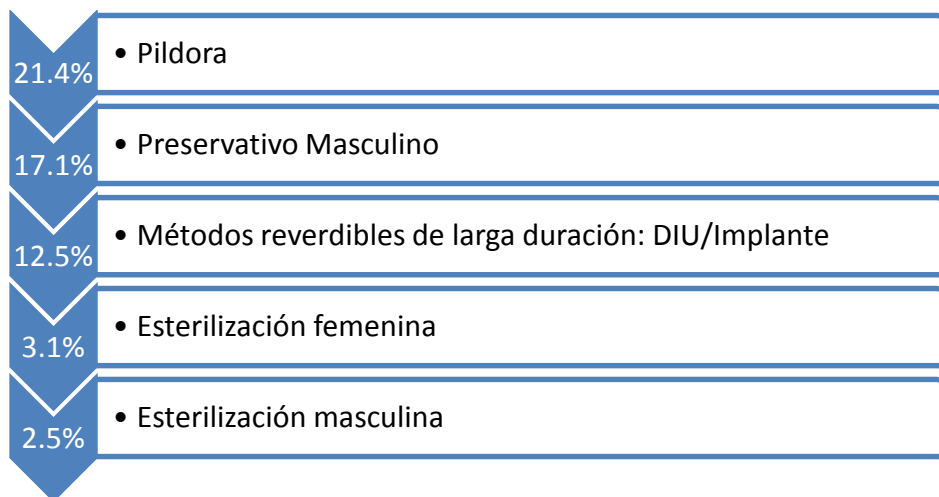 21.4%
• Pildora
17.1%
• Preservativo Masculino
12.5%
• Métodos reverdibles de larga duración: DIU/Implante
3.1%
• Esterilización femenina
2.5%
• Esterilización masculina